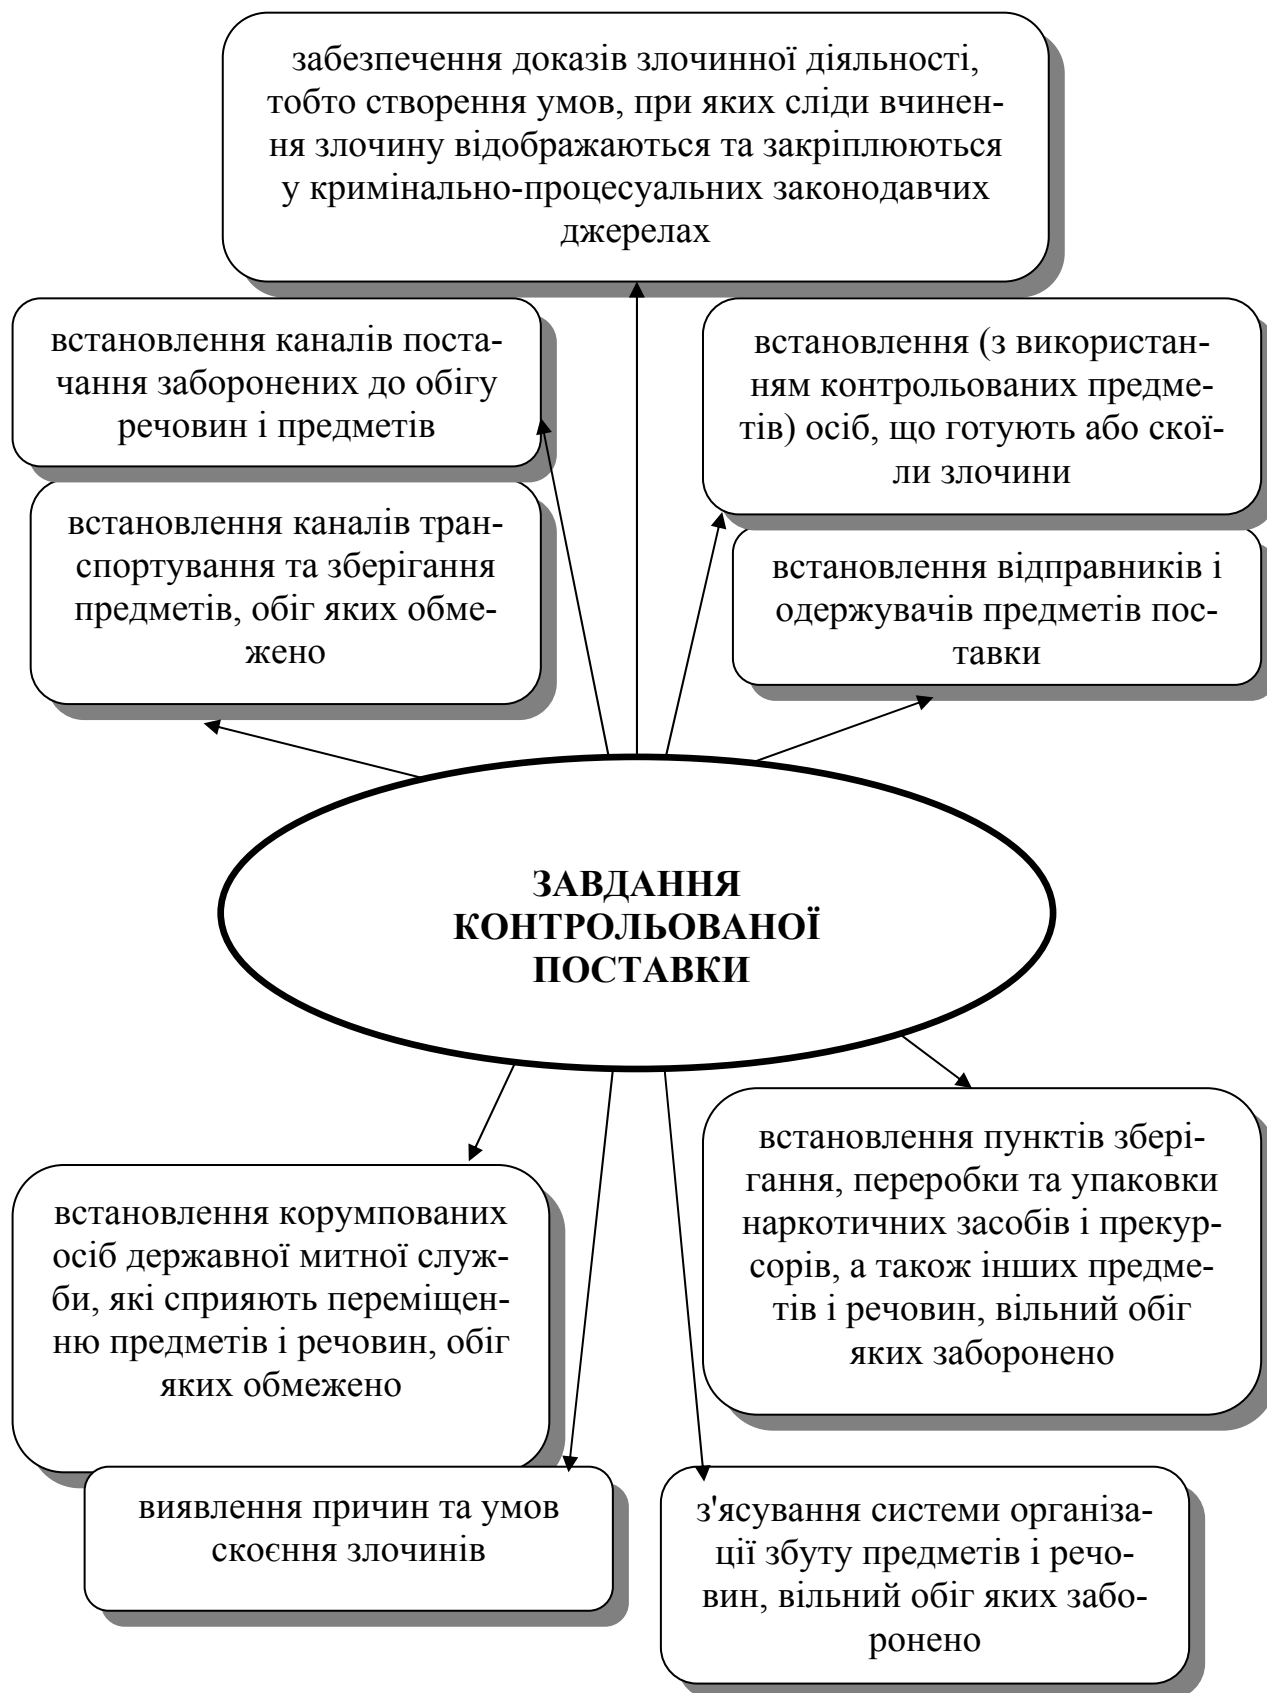 забезпечення доказів злочинної діяльності,
тобто створення умов, при яких сліди вчинен-
ня злочину відображаються та закріплюються
у кримінально-процесуальних законодавчих
джерелах
встановлення каналів поста-
чання заборонених до обігу
речовин і предметів
встановлення (з використан-
ням контрольованих предме-
тів) осіб, що готують або скої-
ли злочини
встановлення каналів тран-
спортування та зберігання
предметів, обіг яких обме-
жено
встановлення відправників і
одержувачів предметів пос-
тавки
ЗАВДАННЯ
КОНТРОЛЬОВАНОЇ
ПОСТАВКИ
встановлення корумпованих
осіб державної митної служ-
би, які сприяють переміщен-
ню предметів і речовин, обіг
яких обмежено
встановлення пунктів збері-
гання, переробки та упаковки
наркотичних засобів і прекур-
сорів, а також інших предме-
тів і речовин, вільний обіг
яких заборонено
виявлення причин та умов
скоєння злочинів
з'ясування системи організа-
ції збуту предметів і речо-
вин, вільний обіг яких забо-
ронено